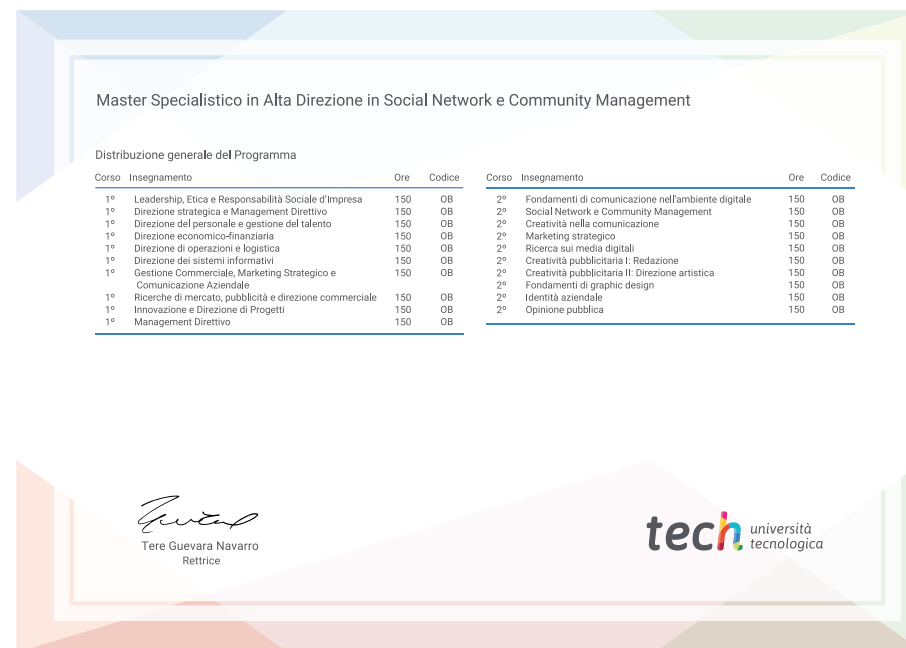 Master Specialistico in Alta Direzione in Social Network e Community Management
Distribuzione generale del Programma
Corso Insegnamento Ore Codice
1º Leadership, Etica e Responsabilità Sociale d'Impresa 150 OB
1º Direzione strategica e Management Direttivo 150 OB
1º Direzione del personale e gestione del talento 150 OB
1º Direzione economico-finanziaria 150 OB
1º Direzione di operazioni e logistica 150 OB
1º Direzione dei sistemi informativi 150 OB
1º Gestione Commerciale, Marketing Strategico e 150 OB
Comunicazione Aziendale
1º Ricerche di mercato, pubblicità e direzione commerciale 150 OB
1º Innovazione e Direzione di Progetti 150 OB
1º Management Direttivo 150 OB
Corso Insegnamento Ore Codice
2º Fondamenti di comunicazione nell'ambiente digitale 150 OB
2º Social Network e Community Management 150 OB
2º Creatività nella comunicazione 150 OB
2º Marketing strategico 150 OB
2º Ricerca sui media digitali 150 OB
2º Creatività pubblicitaria I: Redazione 150 OB
2º Creatività pubblicitaria II: Direzione artistica 150 OB
2º Fondamenti di graphic design 150 OB
2º Identità aziendale 150 OB
2º Opinione pubblica 150 OB
Tere Guevara Navarro
Rettrice
tech università
tecnologica